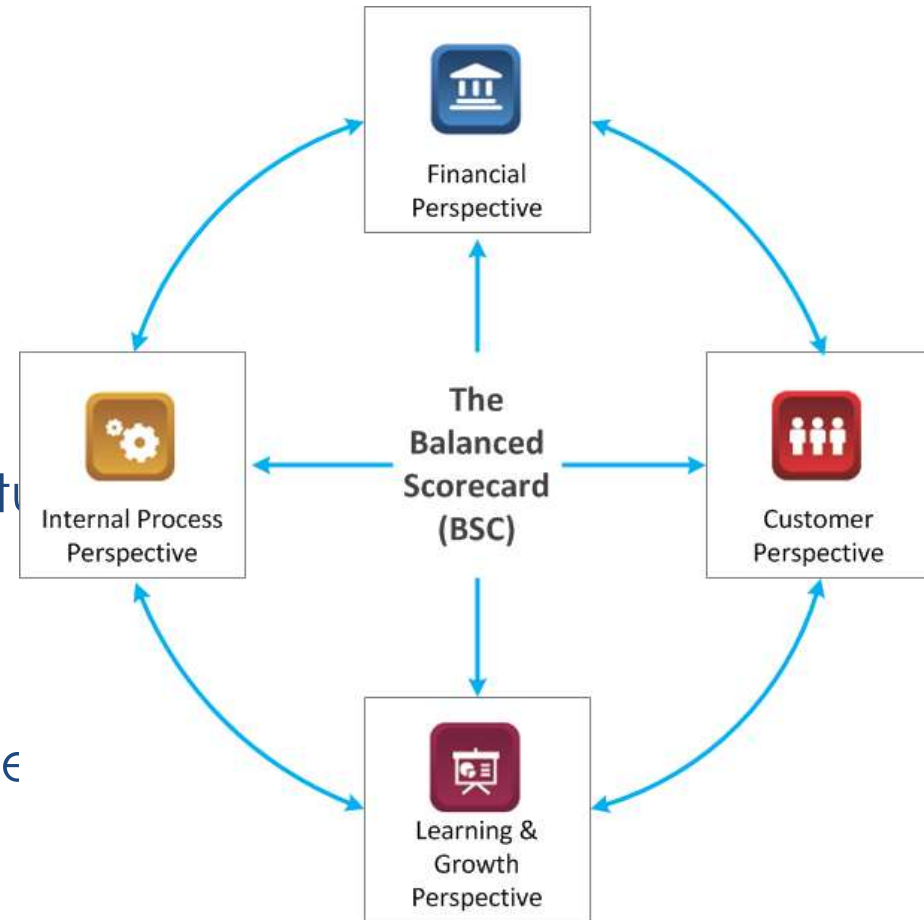 Financial
Perspective
The
Balanced
Scorecard
(BSC)
Internal Process
Perspective
Customer
Perspective
Learning &
Growth
Perspective